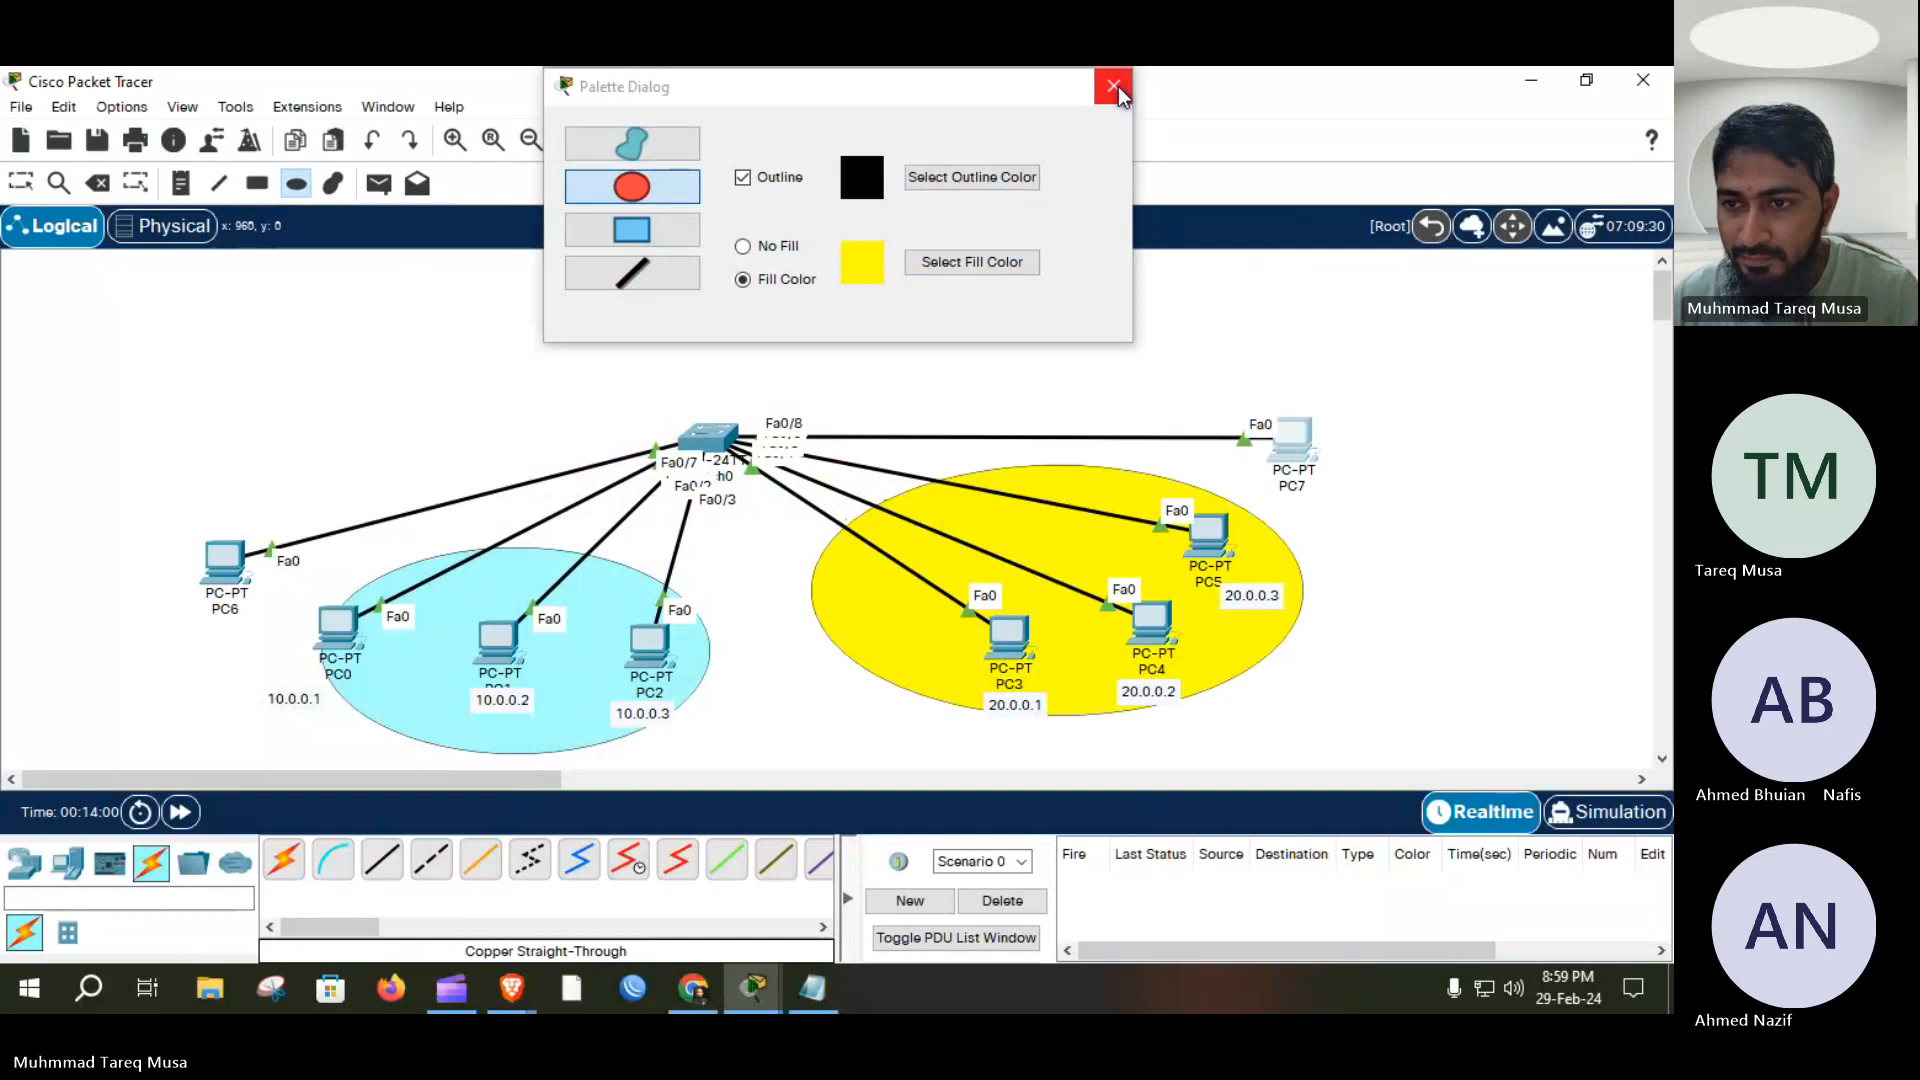 Cisco Packet Tracer
File Edit Options View Tools Extensions Window Help
Palette Dialog
Outline
Select Outline Color
No Fill
Fill Color
Select Fill Color
Logical
Physical
x: 960, y: 0
[Root]
07:09:30
Fa0/8
Fa0/7
Fa0/3
Fa0
PC-PT
PC7
Fa0
PC-PT
PC6
Fa0
PC-PT
PC0
10.0.0.1
Fa0
PC-PT
10.0.0.2
Fa0
PC-PT
PC2
10.0.0.3
Fa0
PC-PT
PC3
20.0.0.1
Fa0
PC-PT
PC4
20.0.0.2
Fa0
PC-PT
PC5
20.0.0.3
Time: 00:14:00
Realtime
Simulation
Scenario 0
New
Delete
Toggle PDU List Window
Fire Last Status Source Destination Type Color Time(sec) Periodic Num Edit
Copper Straight-Through
8:59 PM
29-Feb-24
Muhmmad Tareq Musa
TM
Tareq Musa
AB
Ahmed Bhuian Nafis
AN
Ahmed Nazif
Muhmmad Tareq Musa